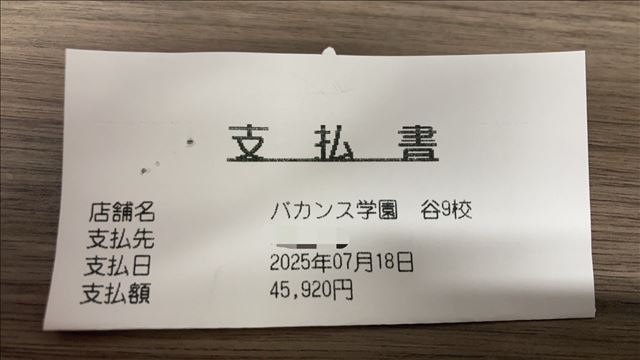 支払書
店舗名 バカンス学園 谷9校
支払先
支払日 2025年07月18日
支払額 45,920円